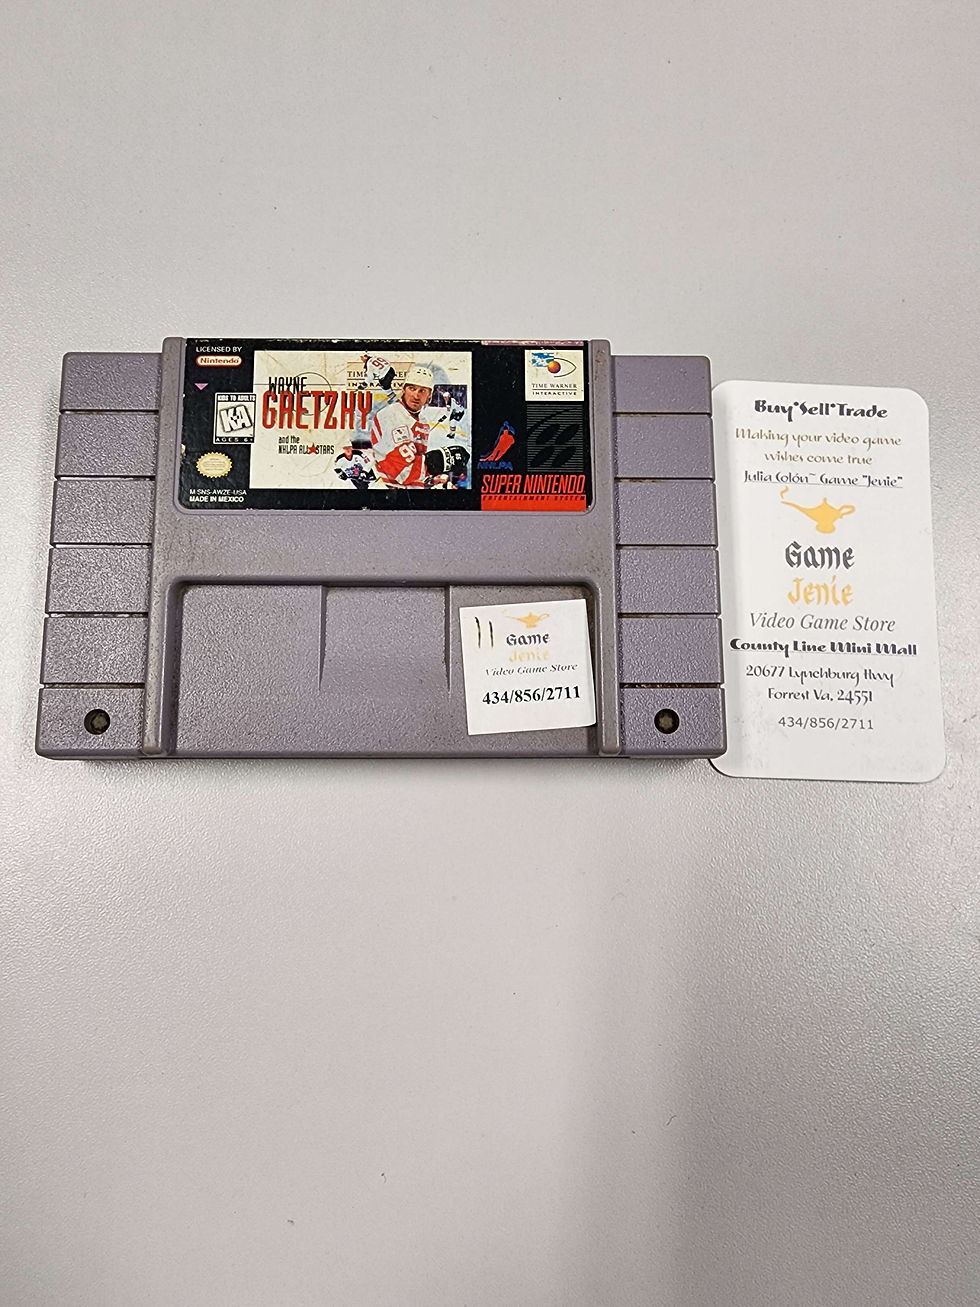 LICENSED BY
Nintendo
KIDS TO ADULTS
K-A
AGES 6+
M/SNS-AWZE-USA
MADE IN MEXICO
WAYNE
GRETZKY
and the
NHLPA ALL★STARS
99
NHLPA
TIME WARNER
INTERACTIVE
SUPER NINTENDO
ENTERTAINMENT SYSTEM
11
Game
Jenie
Video Game Store
434/856/2711
Buy*Sell*Trade
Making your video game
wishes come true
Julia Colón~ Game "Jenie"
Game
Jenie
Video Game Store
County Line Mini Mall
20677 Lynchburg Hwy
Forrest Va, 24551
434/856/2711